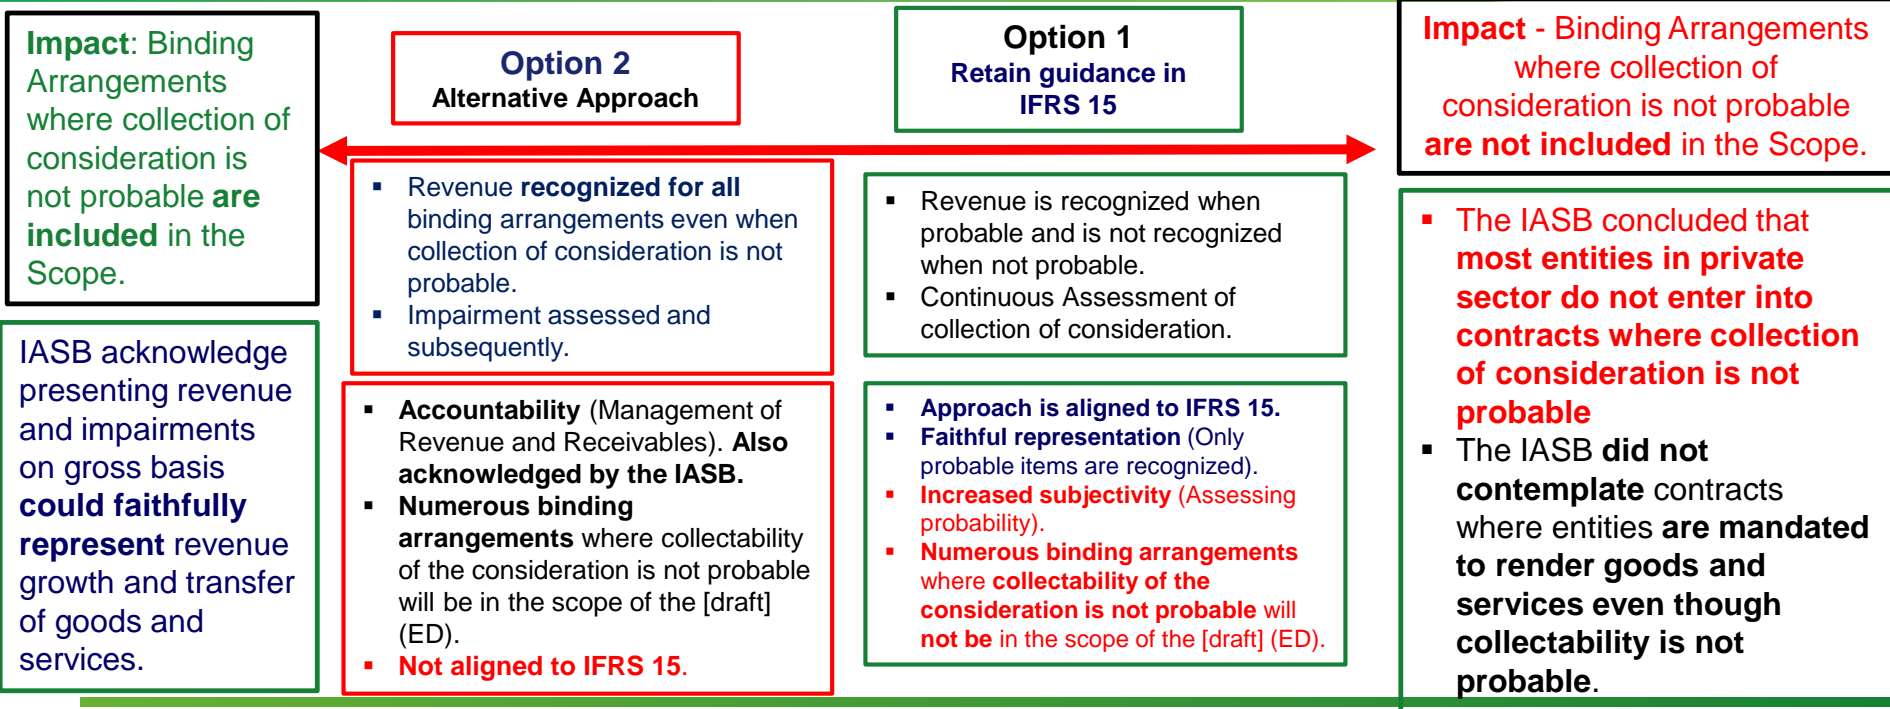 Impact: Binding
Arrangements
where collection of
consideration is
not probable are
included in the
Scope.
IASB acknowledge
presenting revenue
and impairments
on gross basis
could faithfully
represent revenue
growth and transfer
of goods and
services.
Option 2
Alternative Approach
▪ Revenue recognized for all
binding arrangements even when
collection of consideration is not
probable.
▪ Impairment assessed and
subsequently.
▪ Accountability (Management of
Revenue and Receivables). Also
acknowledged by the IASB.
▪ Numerous binding
arrangements where collectability
of the consideration is not probable
will be in the scope of the [draft]
(ED).
▪ Not aligned to IFRS 15.
Option 1
Retain guidance in
IFRS 15
▪ Revenue is recognized when
probable and is not recognized
when not probable.
▪ Continuous Assessment of
collection of consideration.
▪ Approach is aligned to IFRS 15.
▪ Faithful representation (Only
probable items are recognized).
▪ Increased subjectivity (Assessing
probability).
▪ Numerous binding arrangements
where collectability of the
consideration is not probable will
not be in the scope of the [draft] (ED).
Impact - Binding Arrangements
where collection of
consideration is not probable
are not included in the Scope.
▪ The IASB concluded that
most entities in private
sector do not enter into
contracts where collection
of consideration is not
probable
▪ The IASB did not
contemplate contracts
where entities are mandated
to render goods and
services even though
collectability is not
probable.